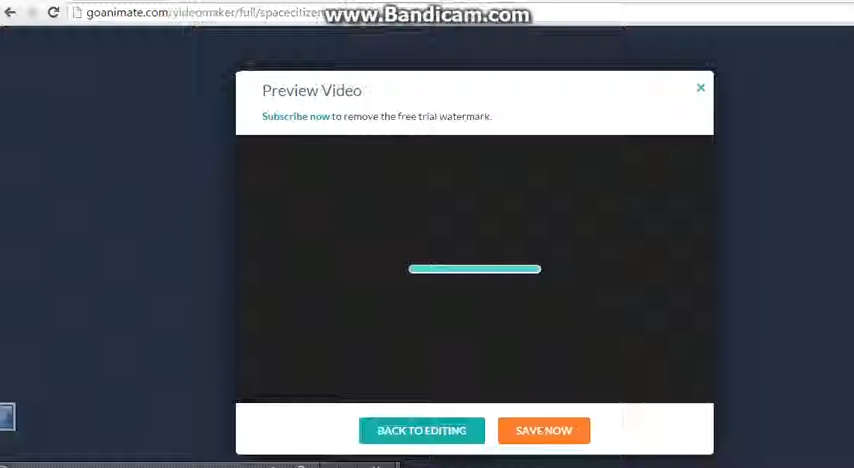 goanimate.com/videomaker/full/spacecitizen
www.Bandicam.com
Preview Video
×
Subscribe now to remove the free trial watermark.
BACK TO EDITING
SAVE NOW